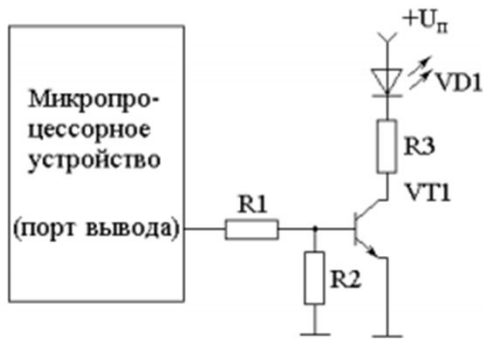 +Uп
VD1
Микропро-
цессорное
устройство
(порт вывода)
R3
VT1
R1
R2